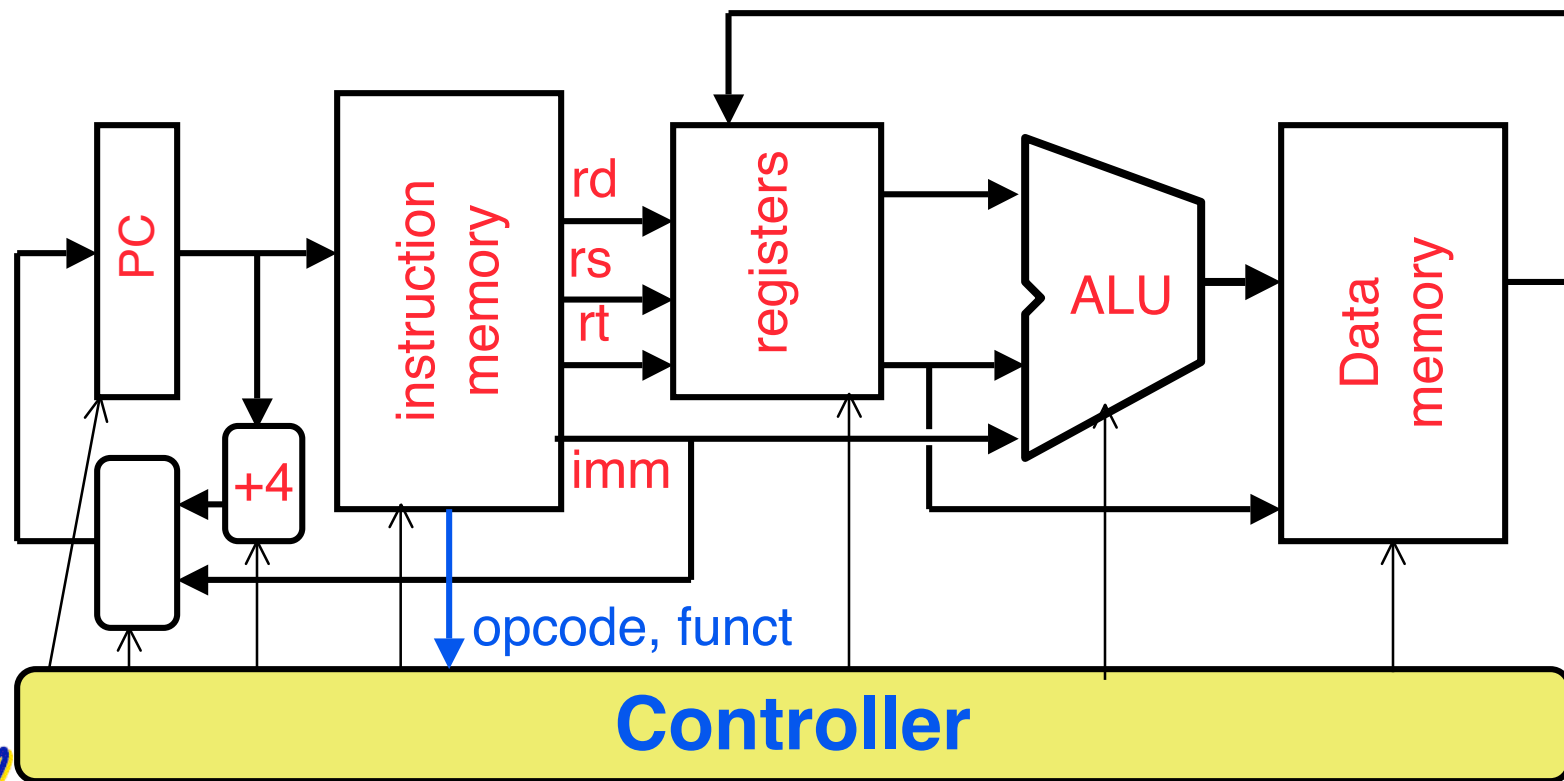 PC
+4
instruction
memory
rd
rs
rt
imm
registers
ALU
Data
memory
opcode, funct
Controller